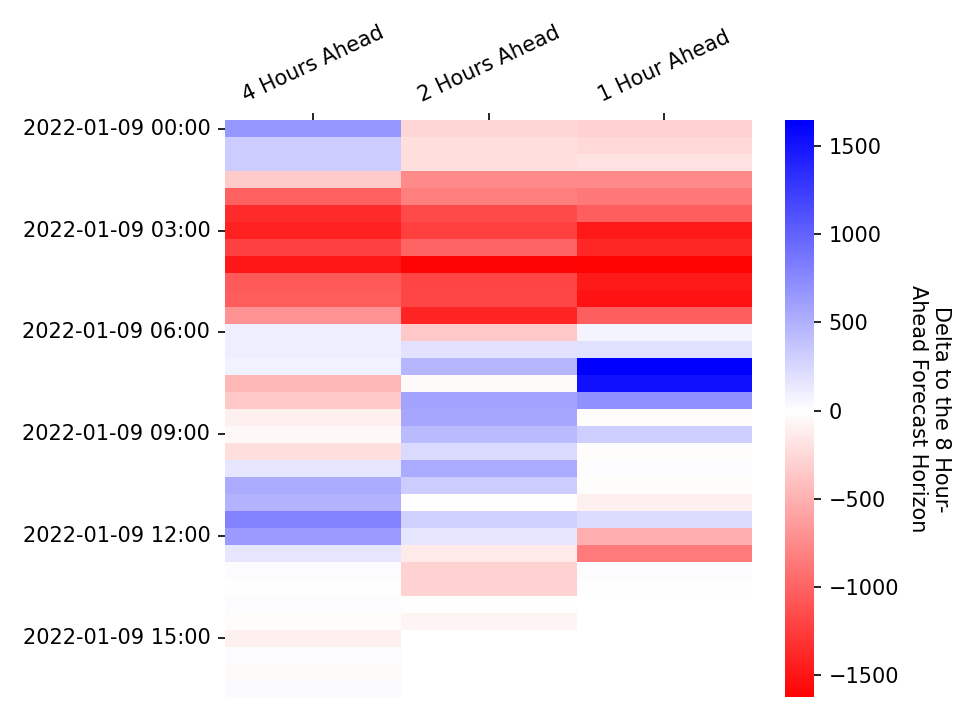 4 Hours Ahead
2 Hours Ahead
1 Hour Ahead
2022-01-09 00:00
2022-01-09 03:00
2022-01-09 06:00
2022-01-09 09:00
2022-01-09 12:00
2022-01-09 15:00
1500
1000
500
0
−500
−1000
−1500
Delta to the 8 Hour-
Ahead Forecast Horizon